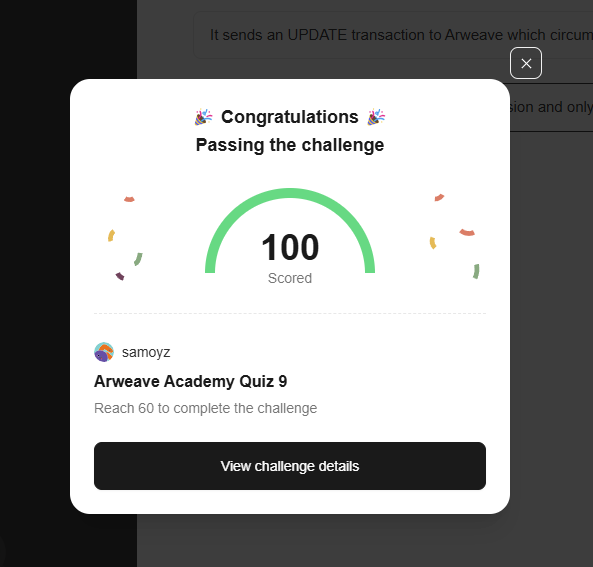 It sends an UPDATE transaction to Arweave which circum
sion and only
Congratulations
Passing the challenge
100
Scored
samoyz
Arweave Academy Quiz 9
Reach 60 to complete the challenge
View challenge details